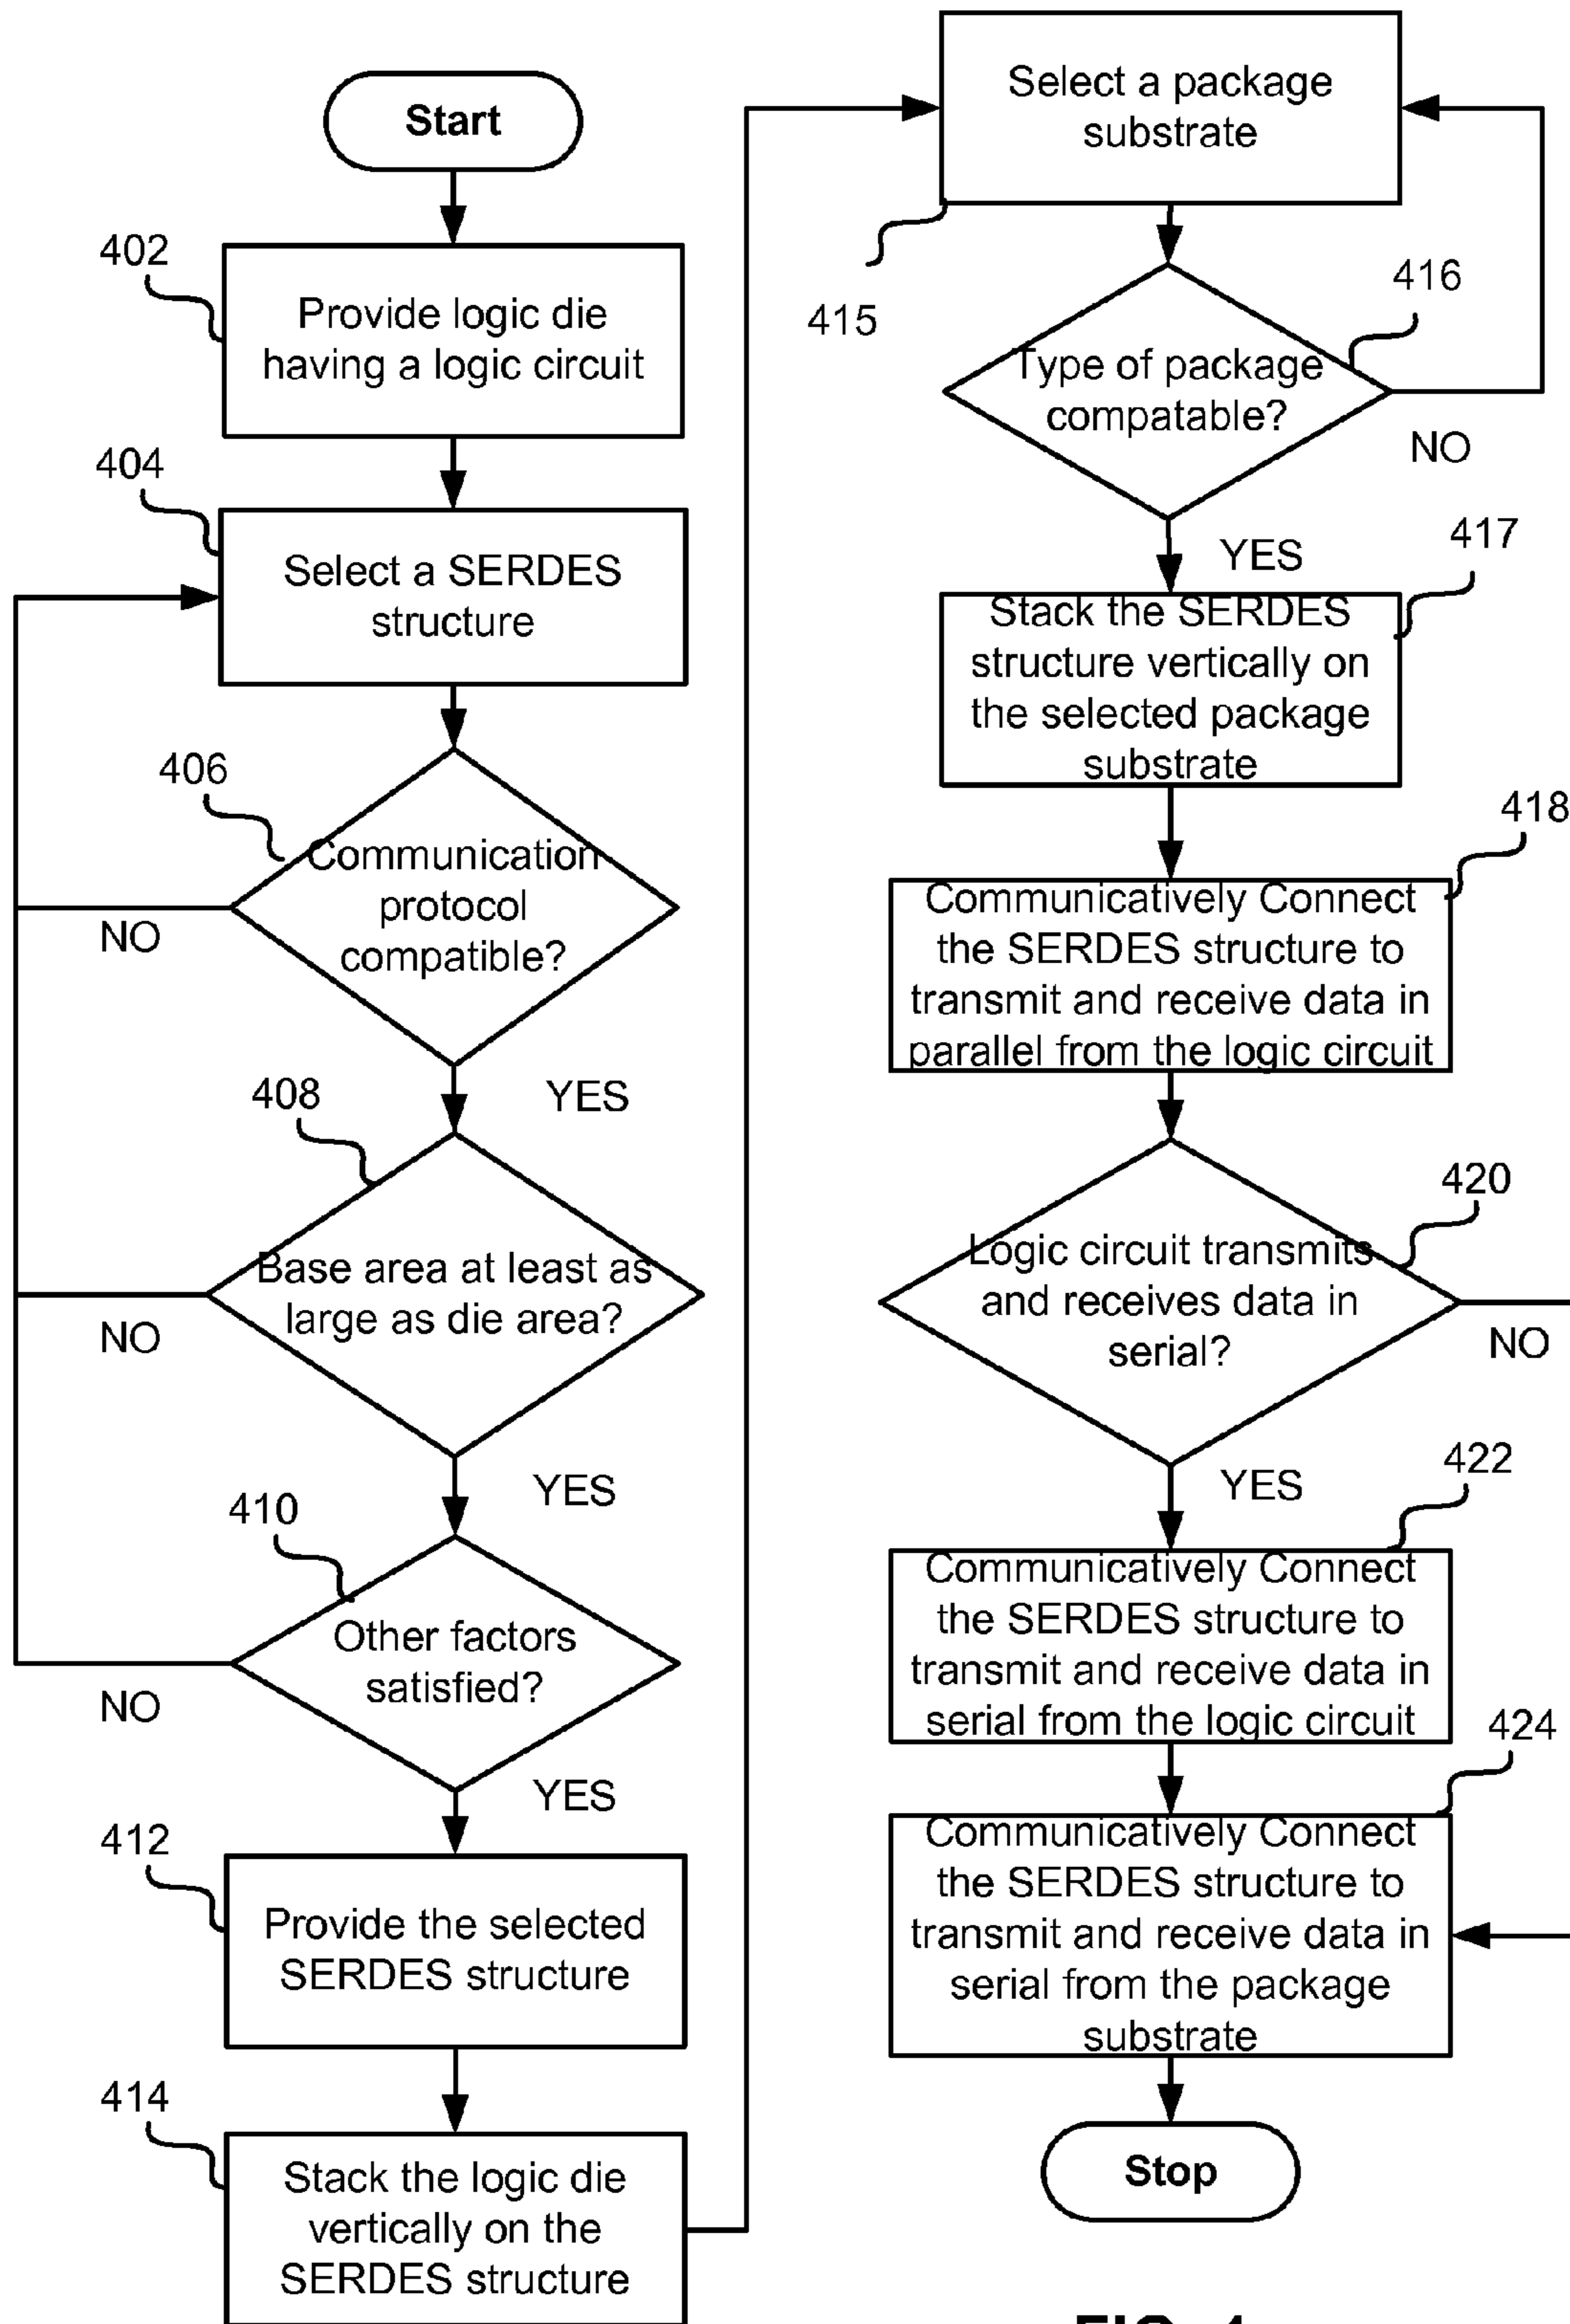 Start
402
Provide logic die
having a logic circuit
404
Select a SERDES
structure
406
Communication
protocol
compatible?
NO
YES
408
Base area at least as
large as die area?
NO
YES
410
Other factors
satisfied?
NO
YES
412
Provide the selected
SERDES structure
414
Stack the logic die
vertically on the
SERDES structure
Select a package
substrate
415
416
Type of package
compatable?
NO
YES
417
Stack the SERDES
structure vertically on
the selected package
substrate
418
Communicatively Connect
the SERDES structure to
transmit and receive data in
parallel from the logic circuit
420
Logic circuit transmits
and receives data in
serial?
NO
YES
422
Communicatively Connect
the SERDES structure to
transmit and receive data in
serial from the logic circuit
424
Communicatively Connect
the SERDES structure to
transmit and receive data in
serial from the package
substrate
Stop